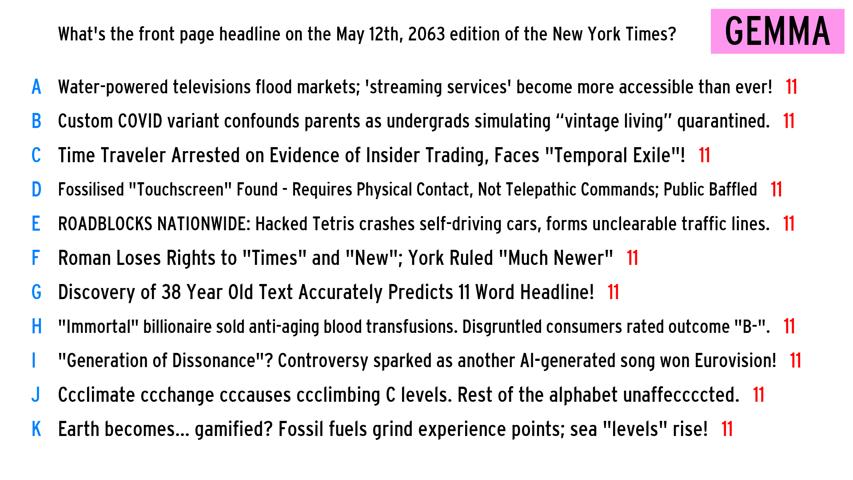 What's the front page headline on the May 12th, 2063 edition of the New York Times?
GEMMA
A Water-powered televisions flood markets; 'streaming services' become more accessible than ever! 11
B Custom COVID variant confounds parents as undergrads simulating “vintage living” quarantined. 11
C Time Traveler Arrested on Evidence of Insider Trading, Faces "Temporal Exile"! 11
D Fossilised "Touchscreen" Found - Requires Physical Contact, Not Telepathic Commands; Public Baffled 11
E ROADBLOCKS NATIONWIDE: Hacked Tetris crashes self-driving cars, forms unclearable traffic lines. 11
F Roman Loses Rights to "Times" and "New"; York Ruled "Much Newer" 11
G Discovery of 38 Year Old Text Accurately Predicts 11 Word Headline! 11
H "Immortal" billionaire sold anti-aging blood transfusions. Disgruntled consumers rated outcome "B-". 11
I "Generation of Dissonance"? Controversy sparked as another AI-generated song won Eurovision! 11
J Ccclimate ccchange cccauses ccclimbing C levels. Rest of the alphabet unaffecccccted. 11
K Earth becomes... gamified? Fossil fuels grind experience points; sea "levels" rise! 11